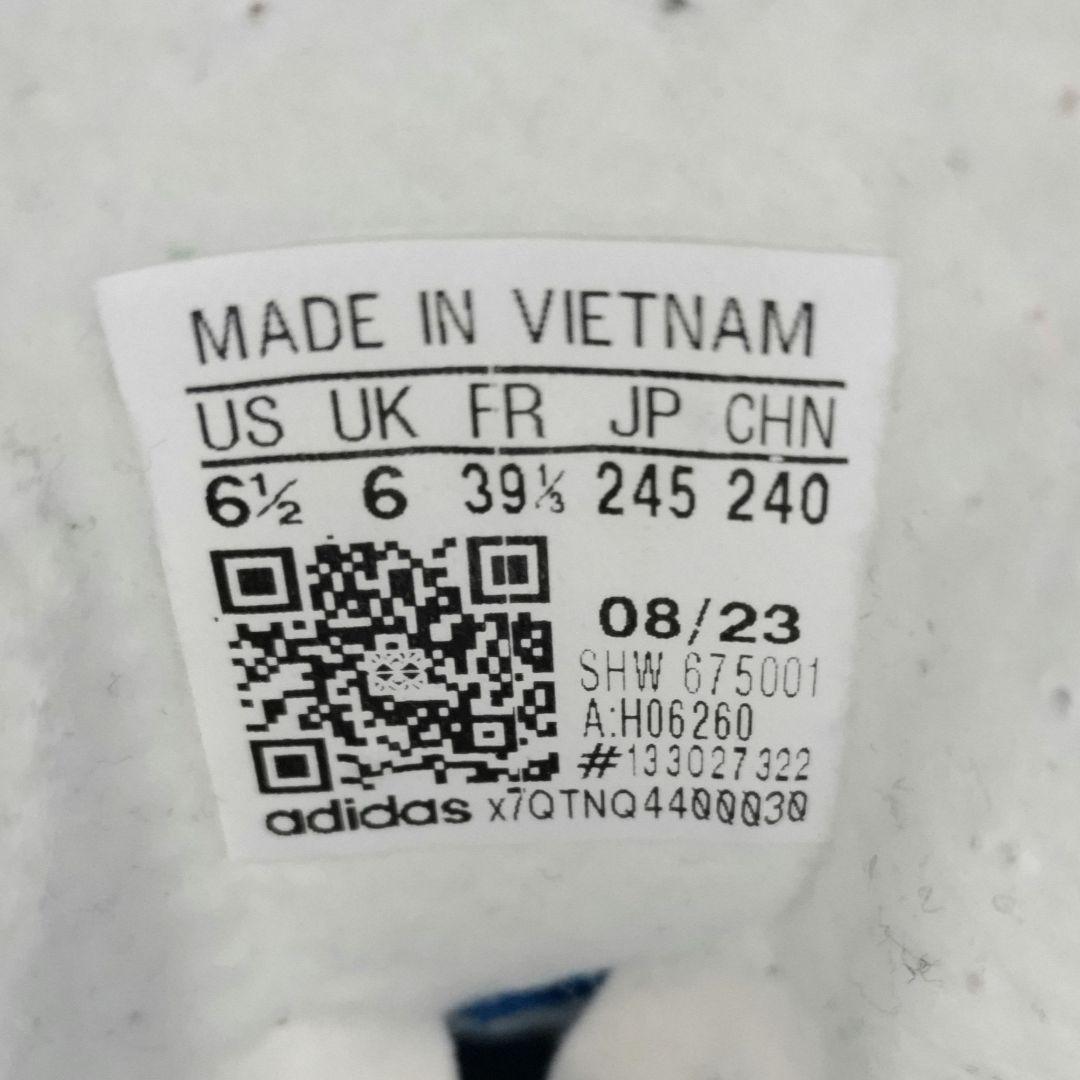 MADE IN VIETNAM
US UK FR JP CHN
6½ 6 39⅓ 245 240
08/23
SHW 675001
A:H06260
#133027322
adidas x7QTNQ4400030